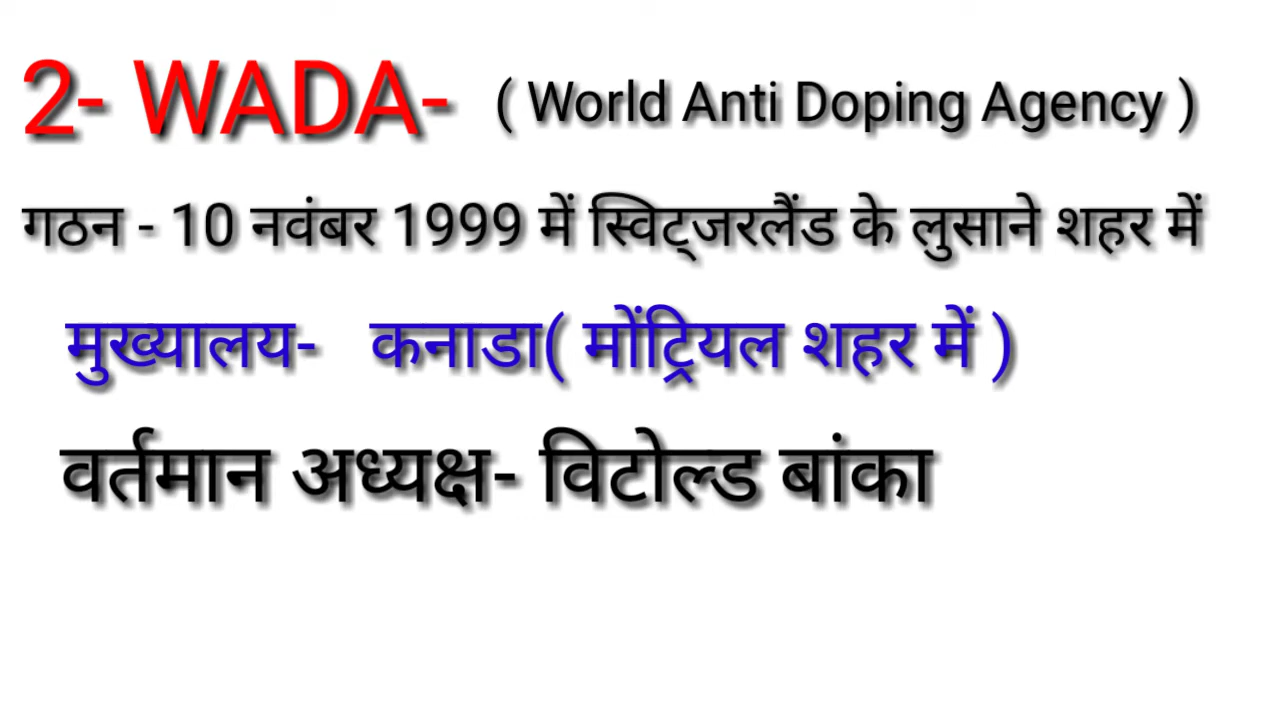 2- WADA- ( World Anti Doping Agency )
गठन - 10 नवंबर 1999 में स्विट्जरलैंड के लुसाने शहर में
मुख्यालय- कनाडा( मोंट्रियल शहर में )
वर्तमान अध्यक्ष- विटोल्ड बांका